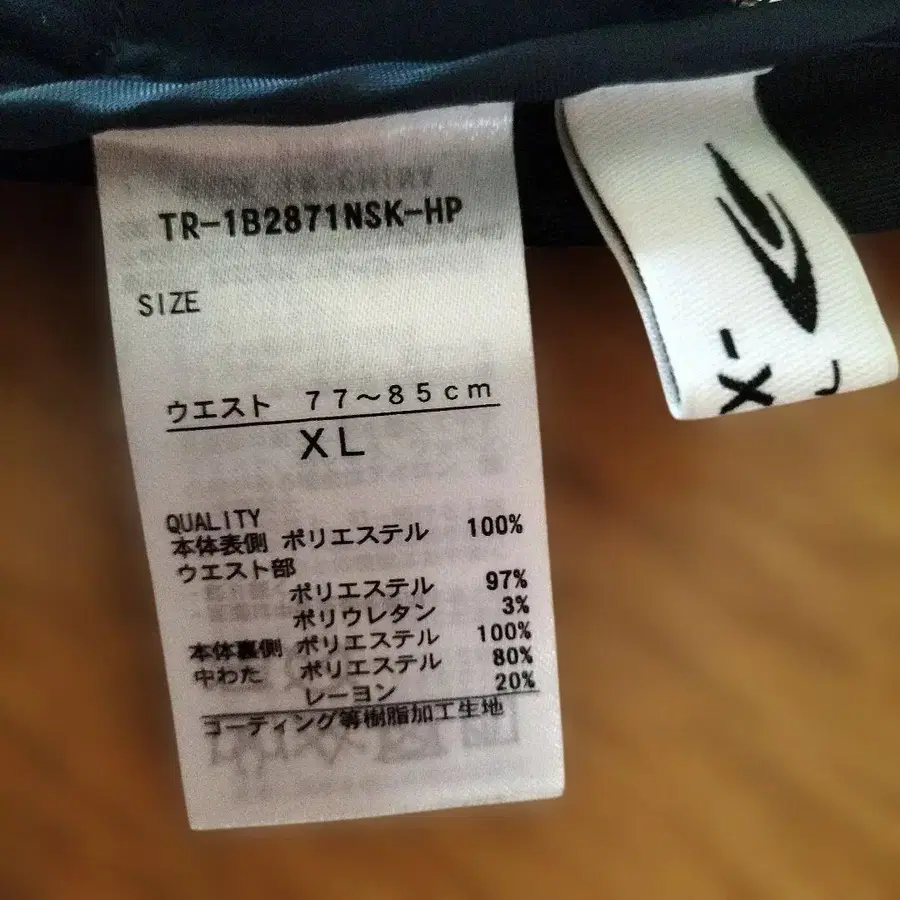 TR-1B2871NSK-HP
SIZE
ウエスト 77〜85cm
XL
QUALITY
本体表側 ポリエステル 100%
ウエスト部
ポリエステル 97%
ポリウレタン 3%
本体裏側 ポリエステル 100%
中わた ポリエステル 80%
レーヨン 20%
コーティング等樹脂加工生地
X-